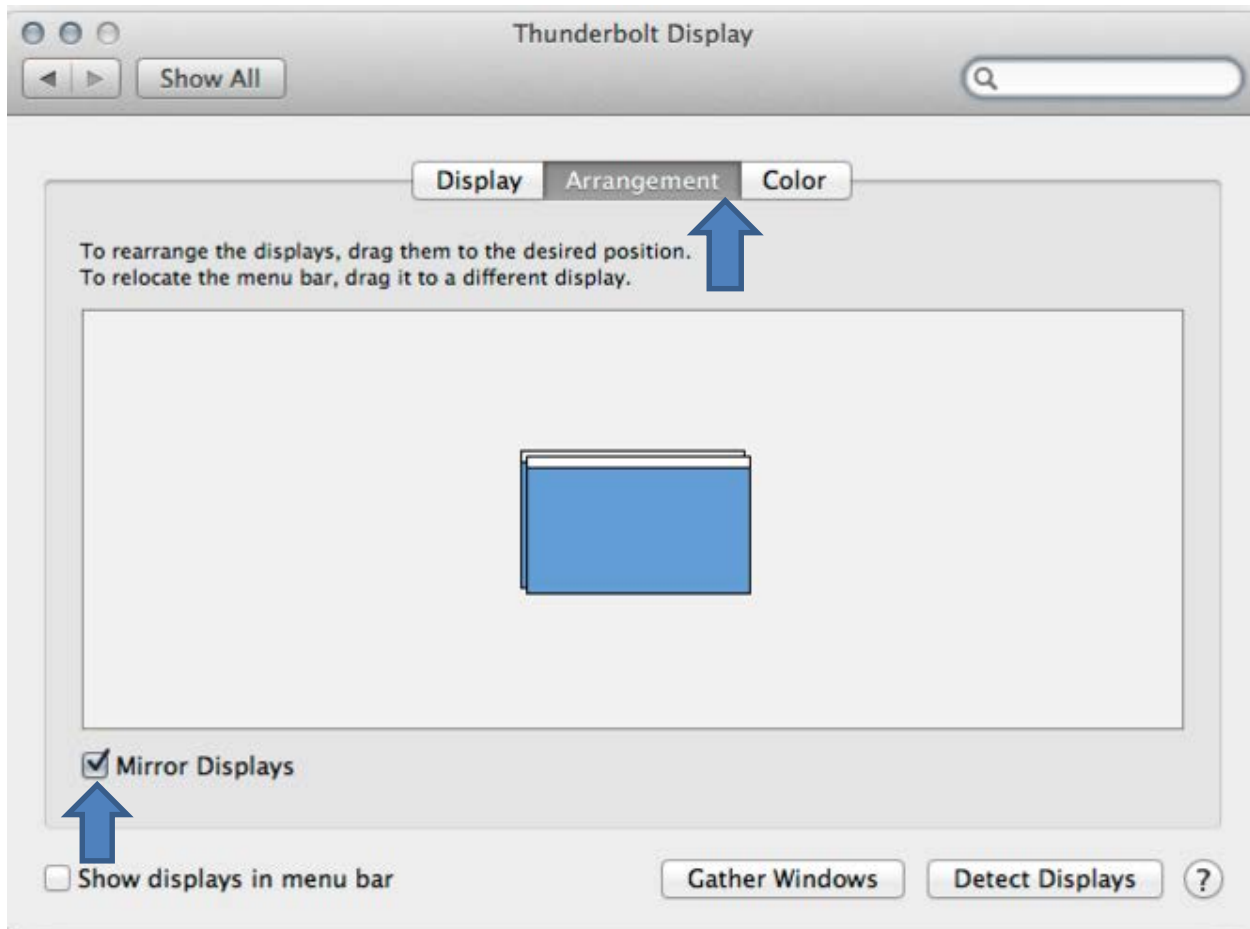 Thunderbolt Display
Show All
Display Arrangement Color
To rearrange the displays, drag them to the desired position.
To relocate the menu bar, drag it to a different display.
Mirror Displays
Show displays in menu bar Gather Windows Detect Displays ?